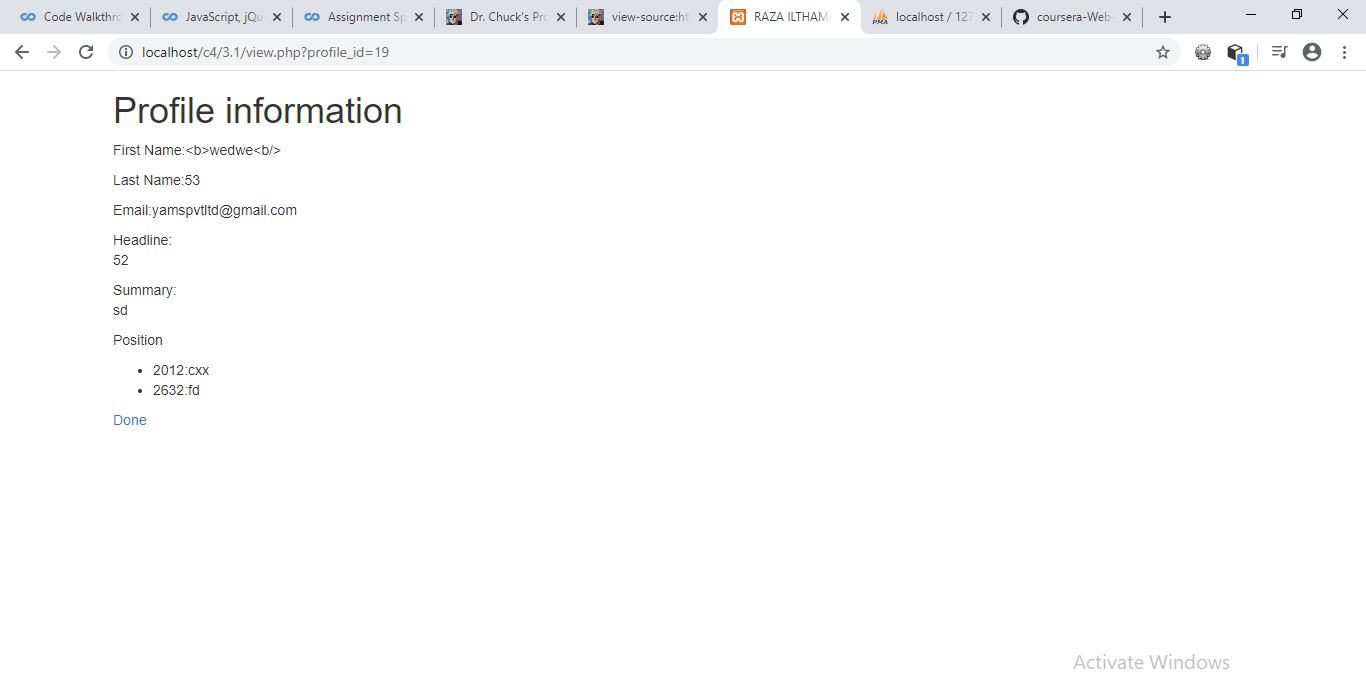 Code Walkthro
JavaScript, jQu
Assignment Sp
Dr. Chuck's Pro
view-source:ht
RAZA ILTHAM
localhost / 127
coursera-Web-
localhost/c4/3.1/view.php?profile_id=19
1
Profile information
First Name:<b>wedwe<b/>
Last Name:53
Email:yamspvtltd@gmail.com
Headline:
52
Summary:
sd
Position
• 2012:cxx
• 2632:fd
Done
Activate Windows